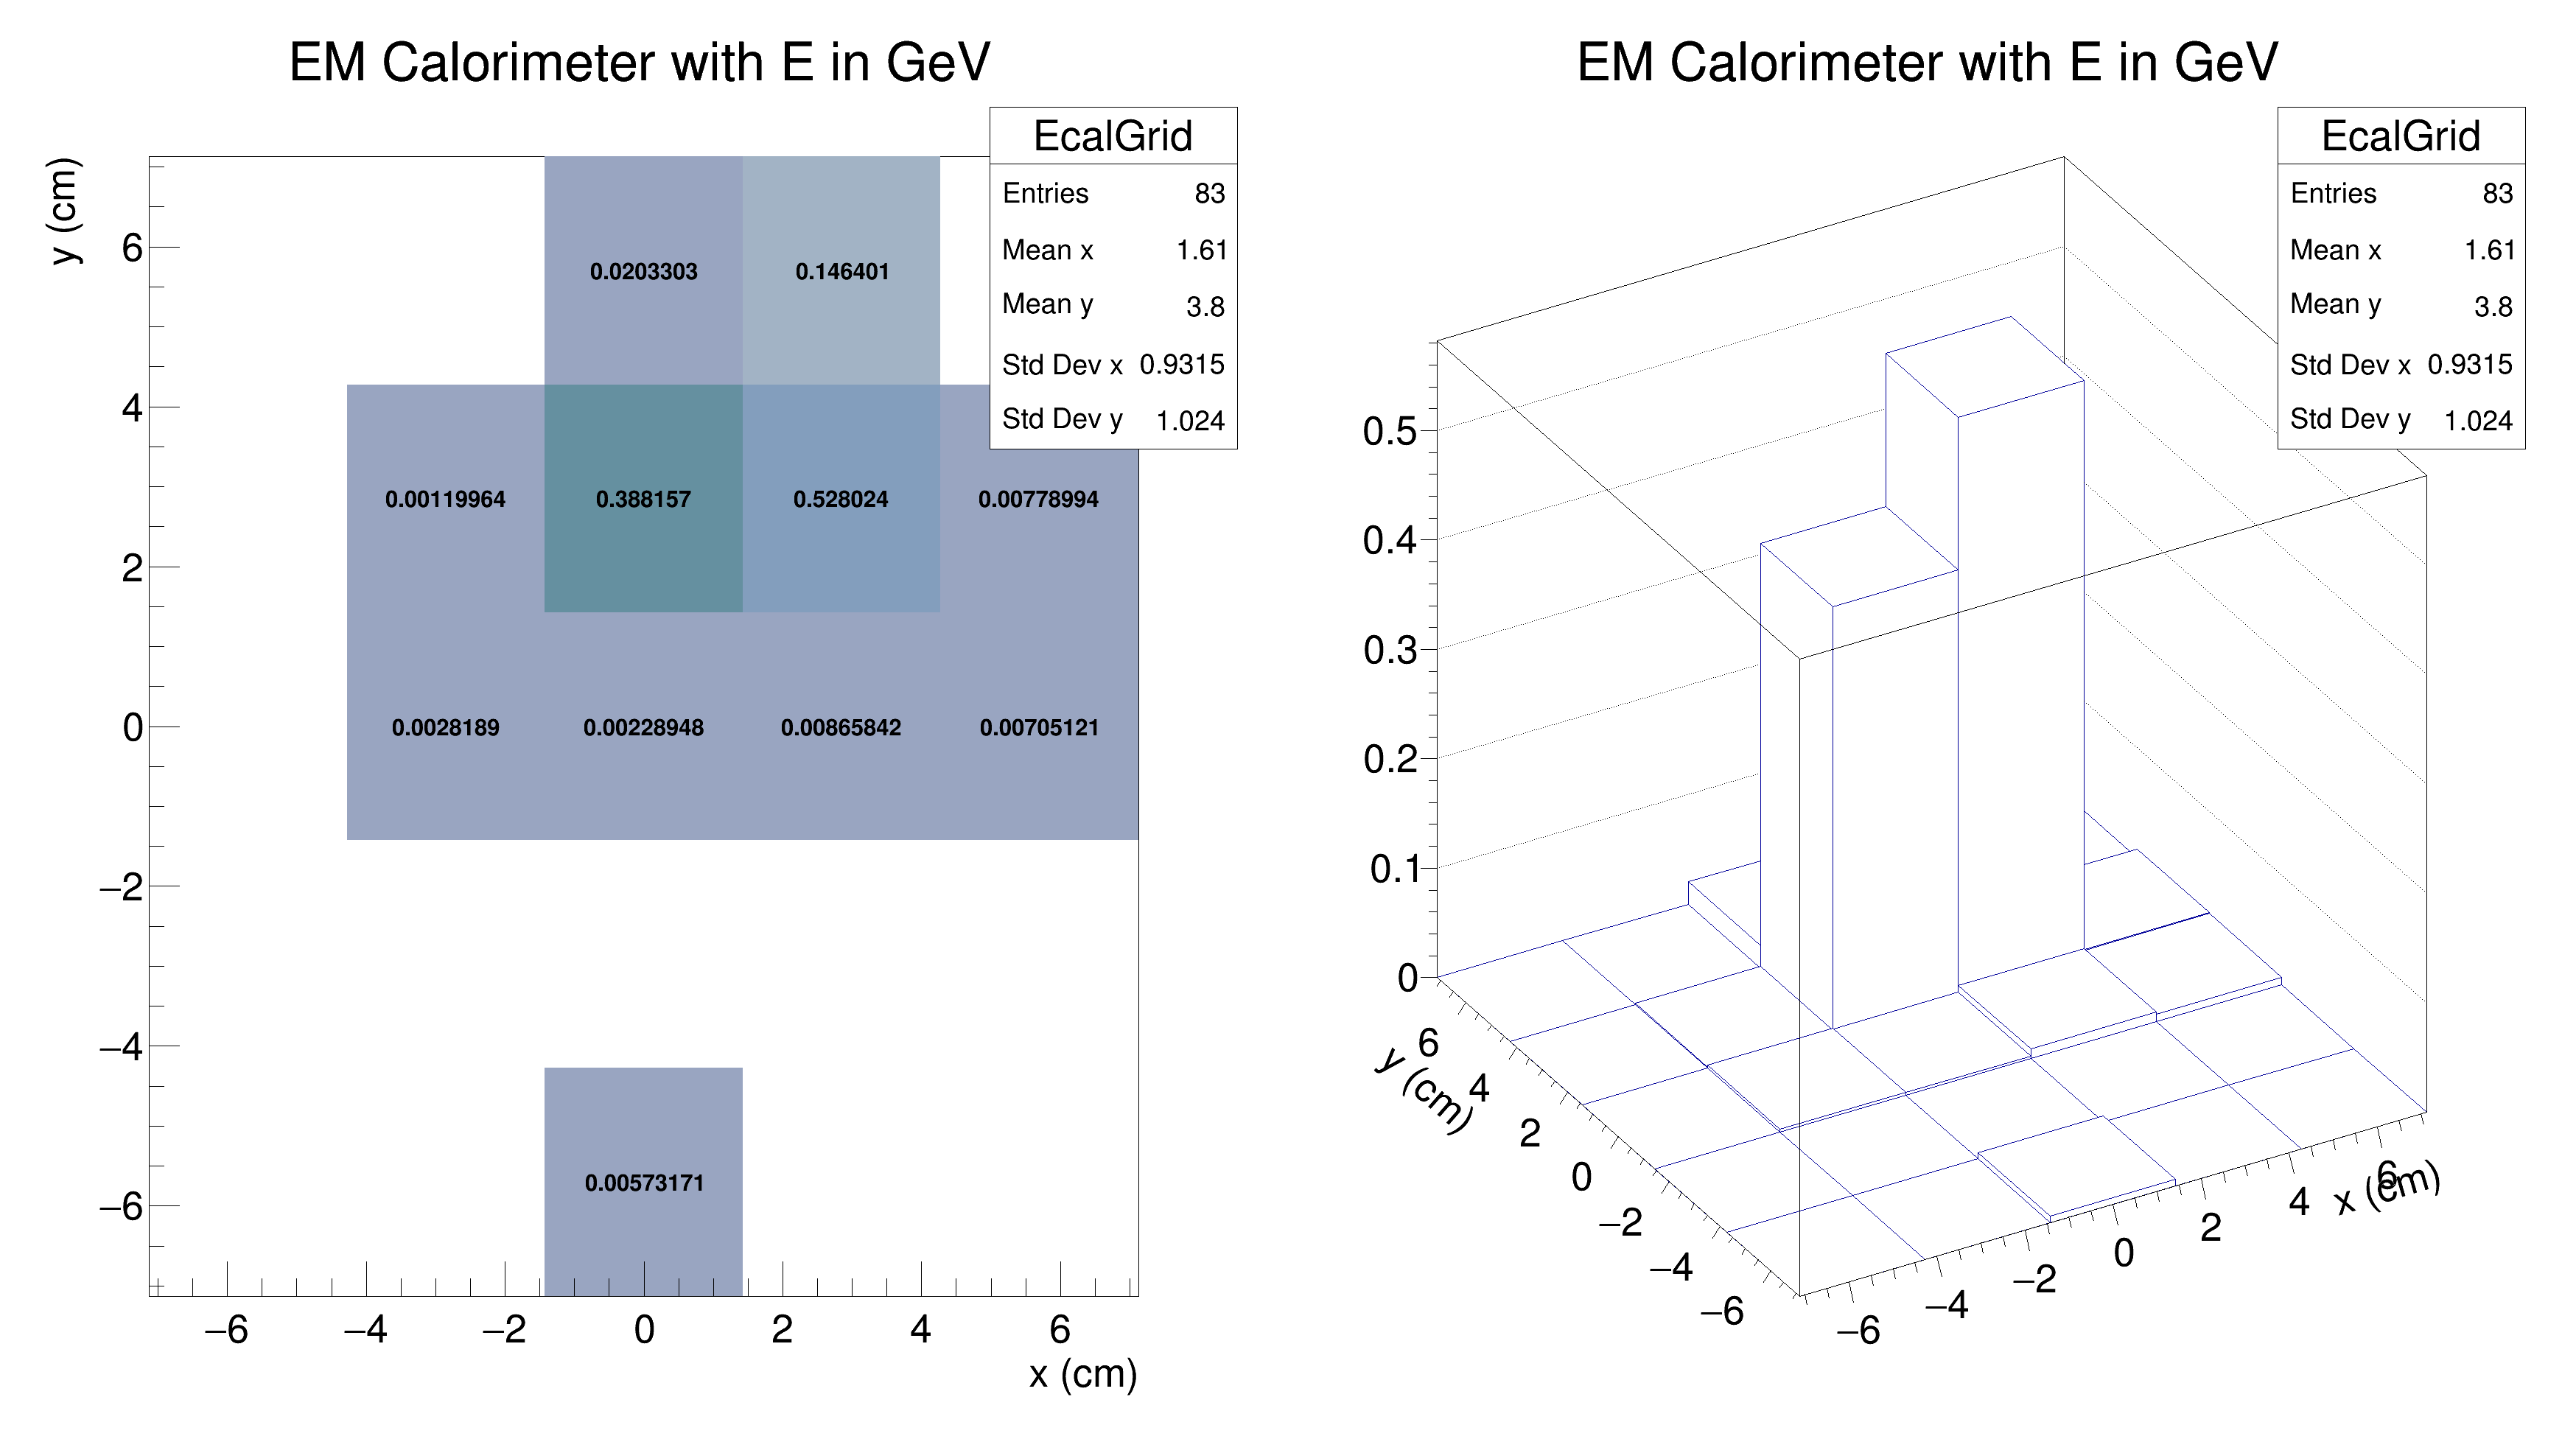 EM Calorimeter with E in GeV
EcalGrid
Entries 83
Mean x 1.61
Mean y 3.8
Std Dev x 0.9315
Std Dev y 1.024
y (cm)
6
4
2
0
−2
−4
−6
0.0203303 0.146401
0.00119964 0.388157 0.528024 0.00778994
0.0028189 0.00228948 0.00865842 0.00705121
0.00573171
−6 −4 −2 0 2 4 6
x (cm)
EM Calorimeter with E in GeV
EcalGrid
Entries 83
Mean x 1.61
Mean y 3.8
Std Dev x 0.9315
Std Dev y 1.024
0.5
0.4
0.3
0.2
0.1
0
6
4
2
0
−2
−4
−6
y (cm)
−6 −4 −2 0 2 4 6
x (cm)